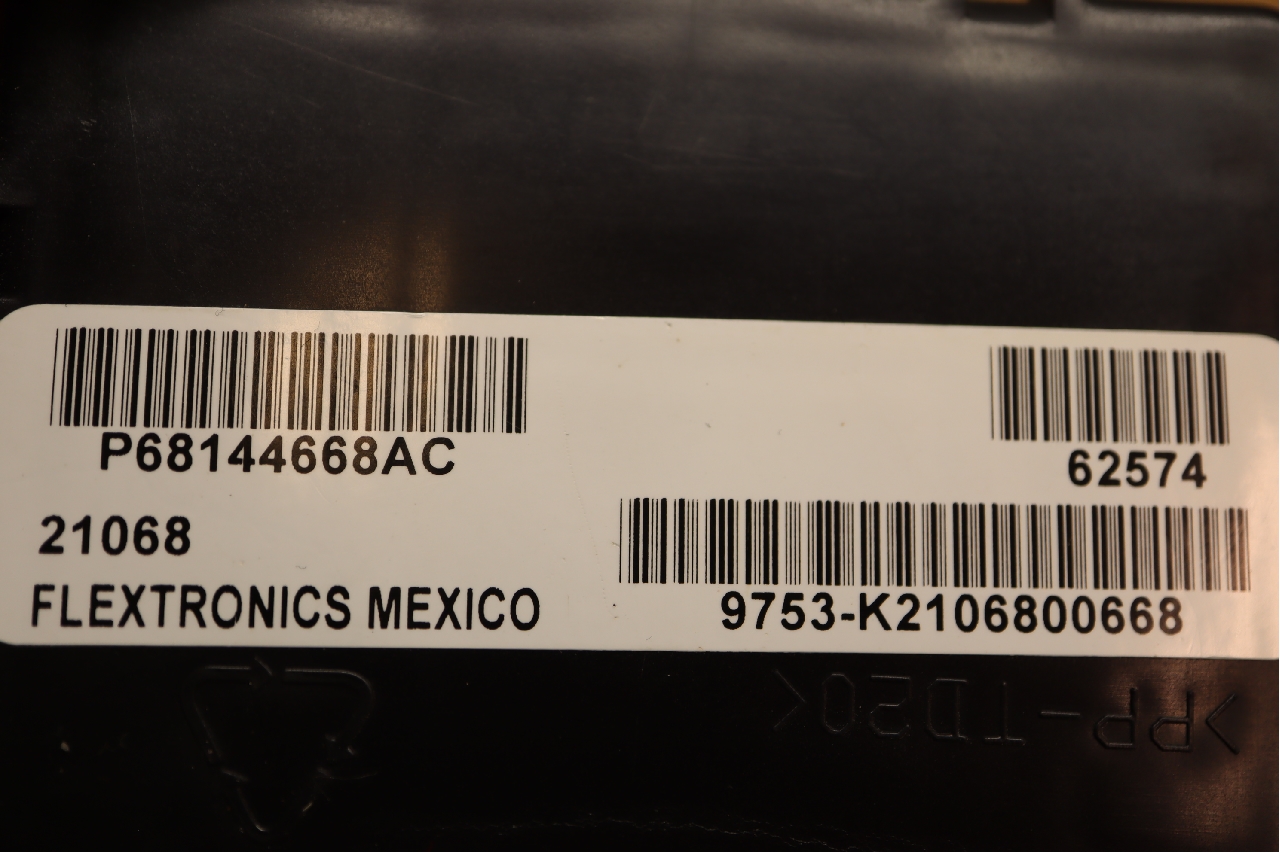 P68144668AC
62574
21068
FLEXTRONICS MEXICO
9753-K2106800668
>PP-TD20<